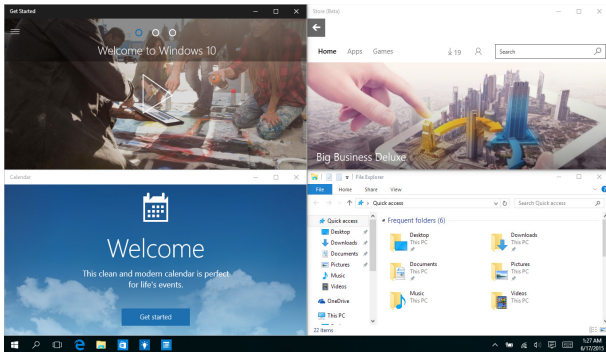 Get Started
Welcome to Windows 10
Store (Beta)
Home Apps Games 19 Search
Big Business Deluxe
Calendar
Welcome
This clean and modern calendar is perfect
for life's events.
Get started
File Explorer
File Home Share View
Quick access Search Quick access
Quick access
Desktop
Downloads
Documents
Pictures
Music
Videos
OneDrive
This PC
Frequent folders (6)
Desktop
This PC
Downloads
This PC
Documents
This PC
Pictures
This PC
Music
This PC
Videos
This PC
22 items
1:27 AM
6/17/2015